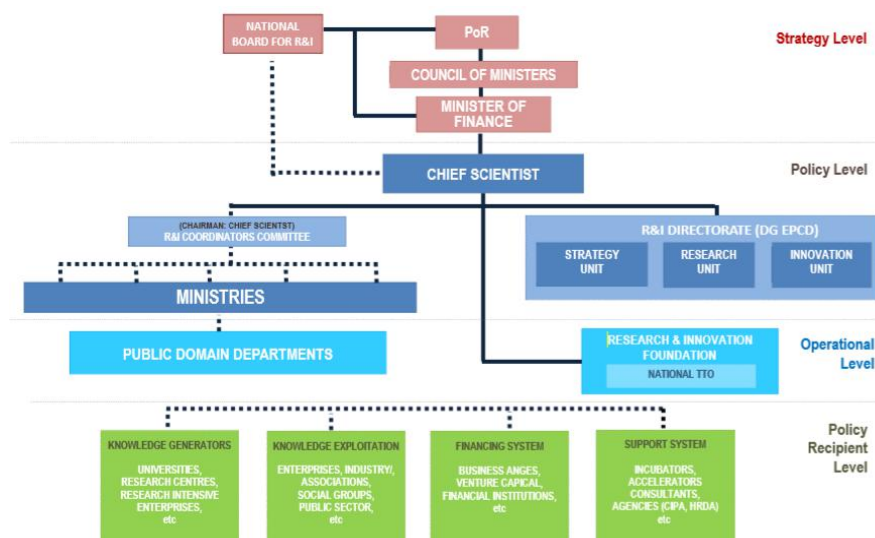 NATIONAL
BOARD FOR R&I
PoR
Strategy Level
COUNCIL OF MINISTERS
MINISTER OF
FINANCE
CHIEF SCIENTIST
Policy Level
(CHAIRMAN: CHIEF SCIENTST)
R&I COORDINATORS COMMITTEE
R&I DIRECTORATE (DG EPCD)
STRATEGY
UNIT
RESEARCH
UNIT
INNOVATION
UNIT
MINISTRIES
PUBLIC DOMAIN DEPARTMENTS
RESEARCH & INNOVATION
FOUNDATION
NATIONAL TTO
Operational
Level
KNOWLEDGE GENERATORS
UNIVERSITIES,
RESEARCH CENTRES,
RESEARCH INTENSIVE
ENTERPRISES,
etc
KNOWLEDGE EXPLOITATION
ENTERPRISES, INDUSTRY/,
ASSOCIATIONS,
SOCIAL GROUPS,
PUBLIC SECTOR,
etc
FINANCING SYSTEM
BUSINESS ANGES,
VENTURE CAPICAL,
FINANCIAL INSTITUTIONS,
etc
SUPPORT SYSTEM
INCUBATORS,
ACCELERATORS
CONSULTANTS,
AGENCIES (CIPA, HRDA)
etc
Policy
Recipient
Level